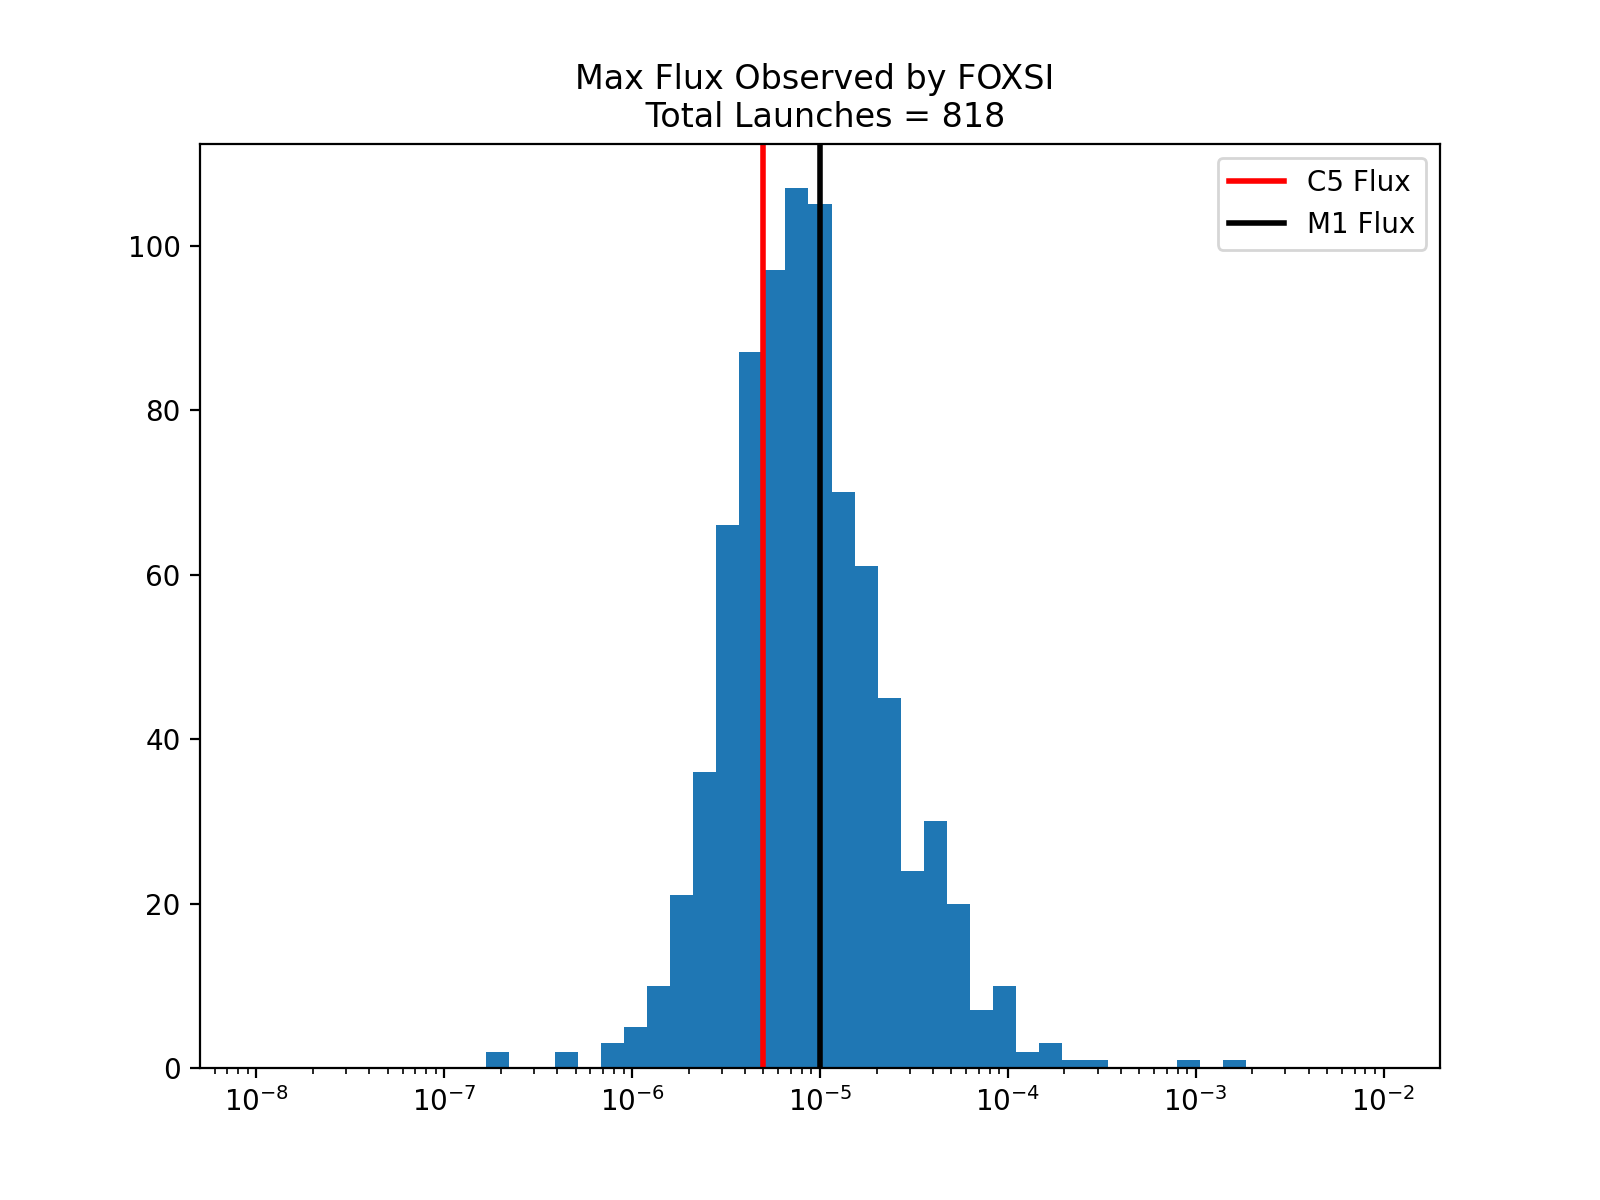 Max Flux Observed by FOXSI
Total Launches = 818
C5 Flux
M1 Flux
100
80
60
40
20
0
10⁻⁸ 10⁻⁷ 10⁻⁶ 10⁻⁵ 10⁻⁴ 10⁻³ 10⁻²